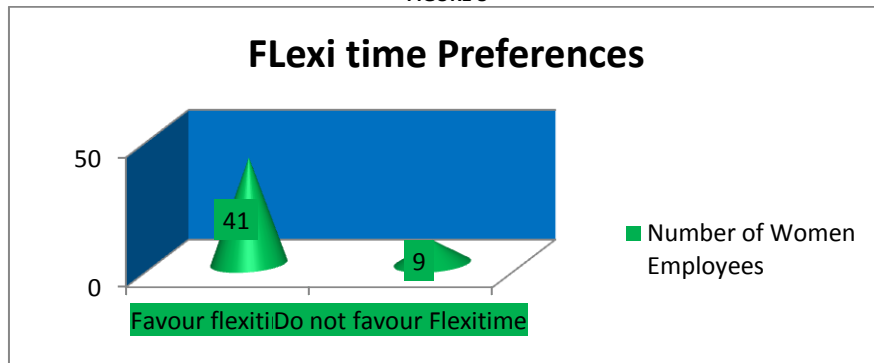 FLexi time Preferences
50
41
9
0
Number of Women
Employees
Favour flexiti
Do not favour Flexitime